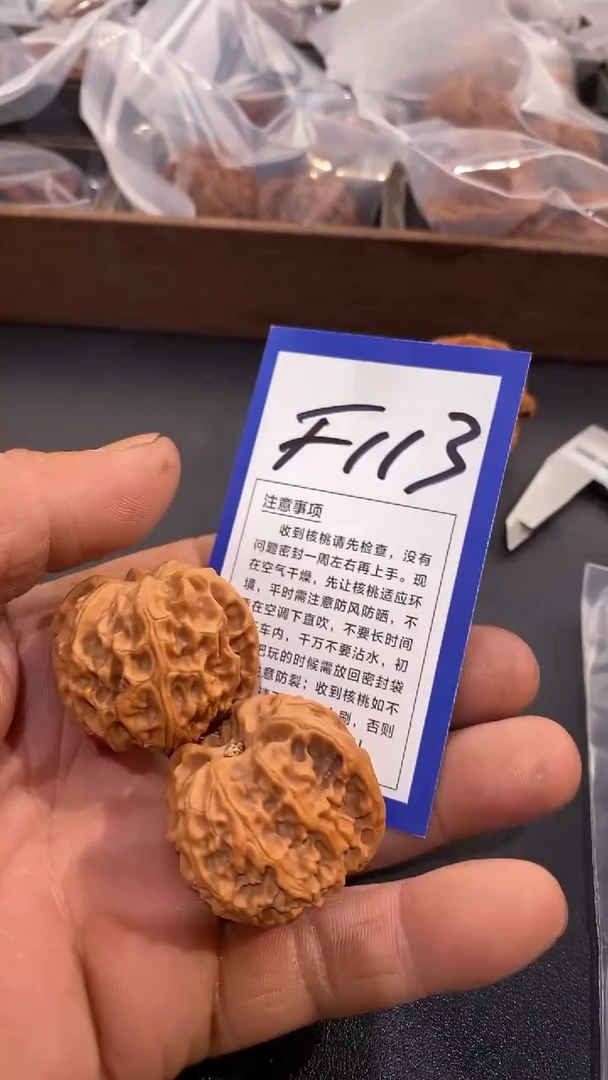 F113
注意事项
收到核桃请先检查，没有
问题密封一周左右再上手。现
在空气干燥，先让核桃适应环
境，平时需注意防风防晒，不
在空调下直吹，不要长时间
车内，千万不要沾水，初
把玩的时候需放回密封袋
意防裂；收到核桃如不
刷，否则
！